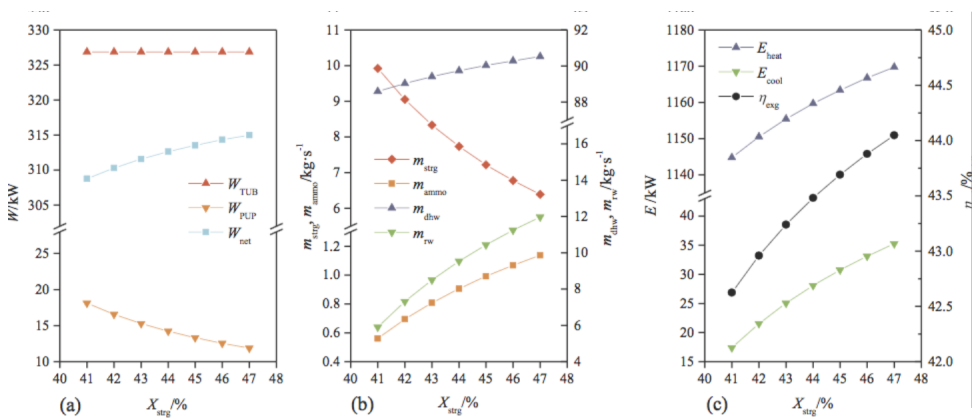 330
325
320
315
310
305
20
15
10
W/kW
W_TUB
W_PUP
W_net
40 41 42 43 44 45 46 47 48
(a) X_strg/%
11
10
9
8
7
6
1.2
1.0
0.8
0.6
0.4
m_strg, m_ammo/kg·s⁻¹
m_strg
m_ammo
m_dhw
m_rw
92
90
88
16
14
12
10
8
6
4
m_dhw, m_rw/kg·s⁻¹
40 41 42 43 44 45 46 47 48
(b) X_strg/%
1180
1170
1160
1150
1140
40
35
30
25
20
15
E/kW
E_heat
E_cool
η_exg
45.0
44.5
44.0
43.5
43.0
42.5
42.0
40 41 42 43 44 45 46 47 48
(c) X_strg/%